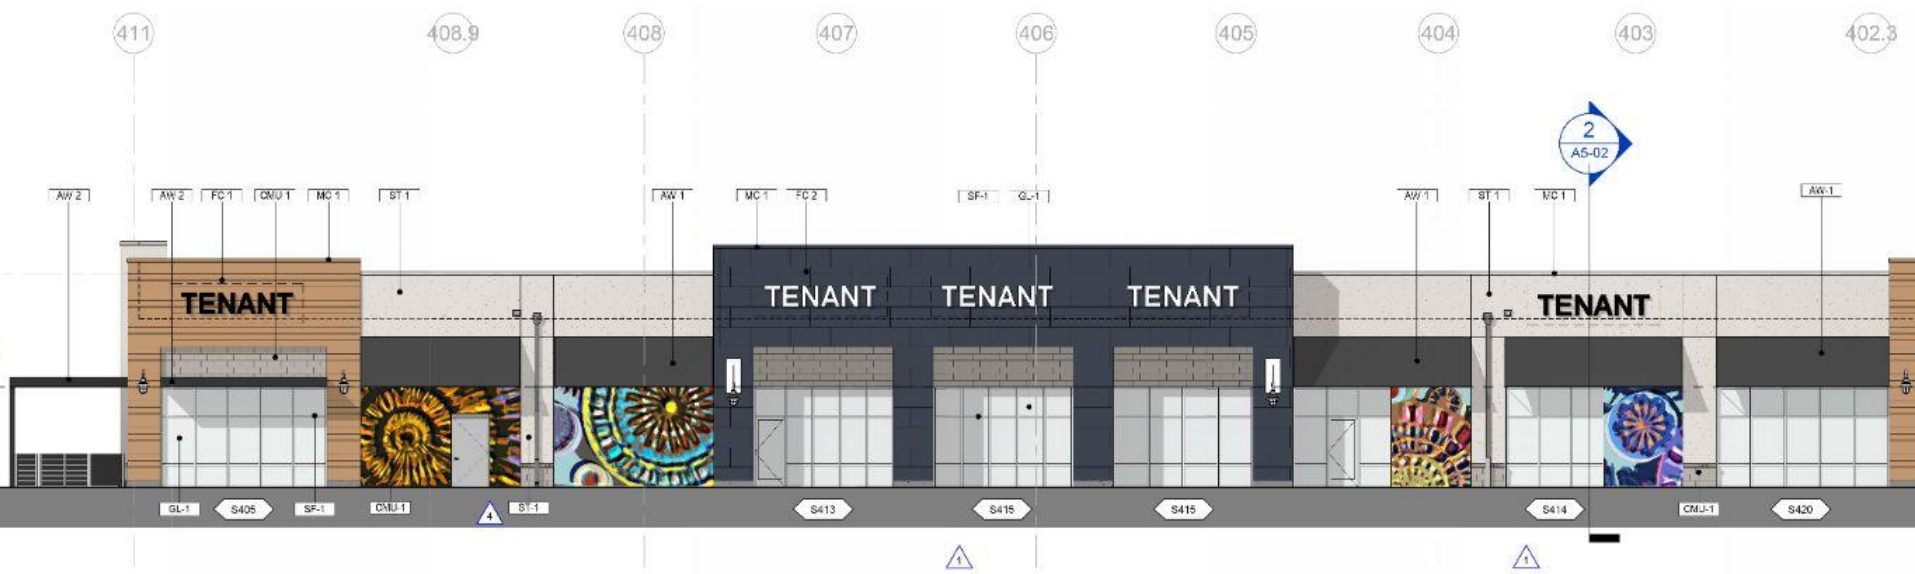 411 408.9 408 407 406 405 404 403 402.3
2
A5-02
AW 2 AW 2 FC 1 CMU 1 MC 1 ST-1 AW 1 MC 1 FC 2 SF-1 GL-1 AW 1 ST 1 MC 1 AW-1
TENANT TENANT TENANT TENANT TENANT
GL-1 S405 SF-1 CMU-1 4 ST-1 S413 S415 S415 S414 CMU-1 S420
1 1